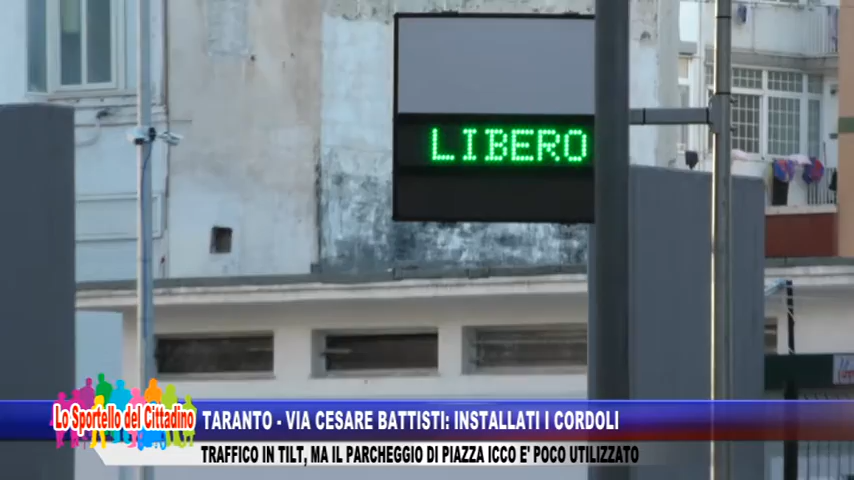 LIBERO
Lo Sportello del Cittadino
TARANTO - VIA CESARE BATTISTI: INSTALLATI I CORDOLI
TRAFFICO IN TILT, MA IL PARCHEGGIO DI PIAZZA ICCO E' POCO UTILIZZATO